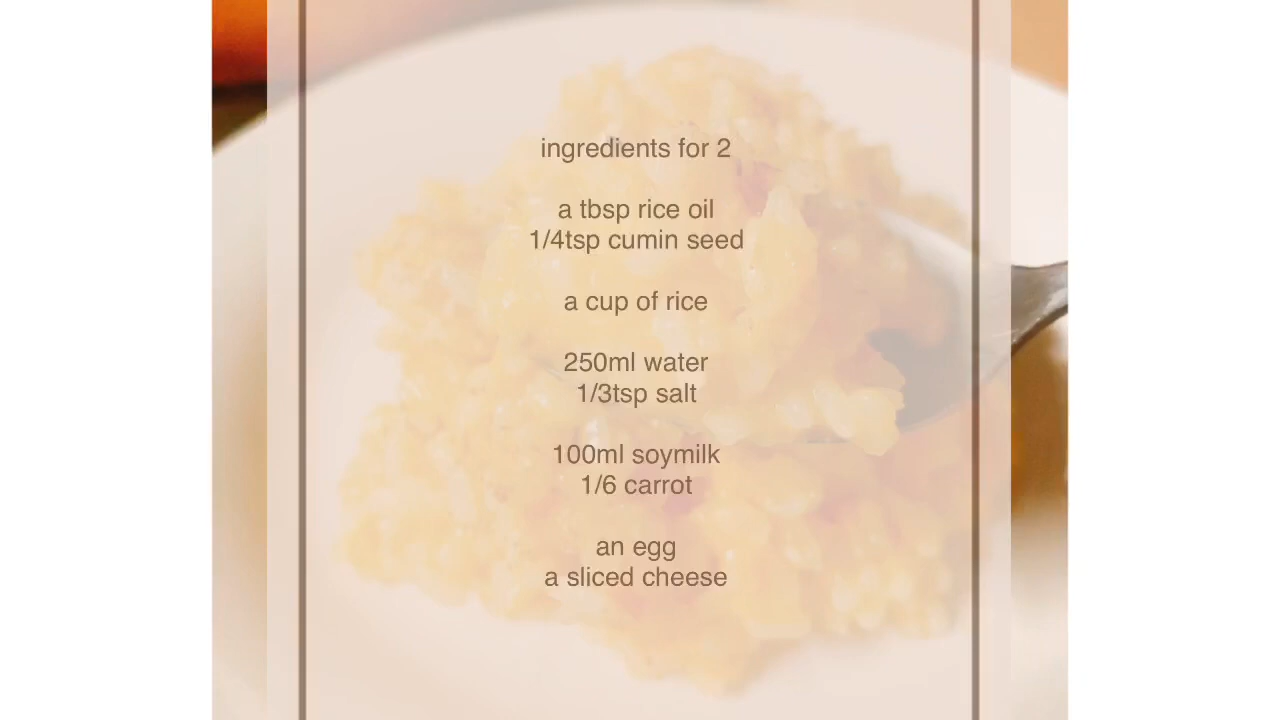 ingredients for 2
a tbsp rice oil
1/4tsp cumin seed
a cup of rice
250ml water
1/3tsp salt
100ml soymilk
1/6 carrot
an egg
a sliced cheese